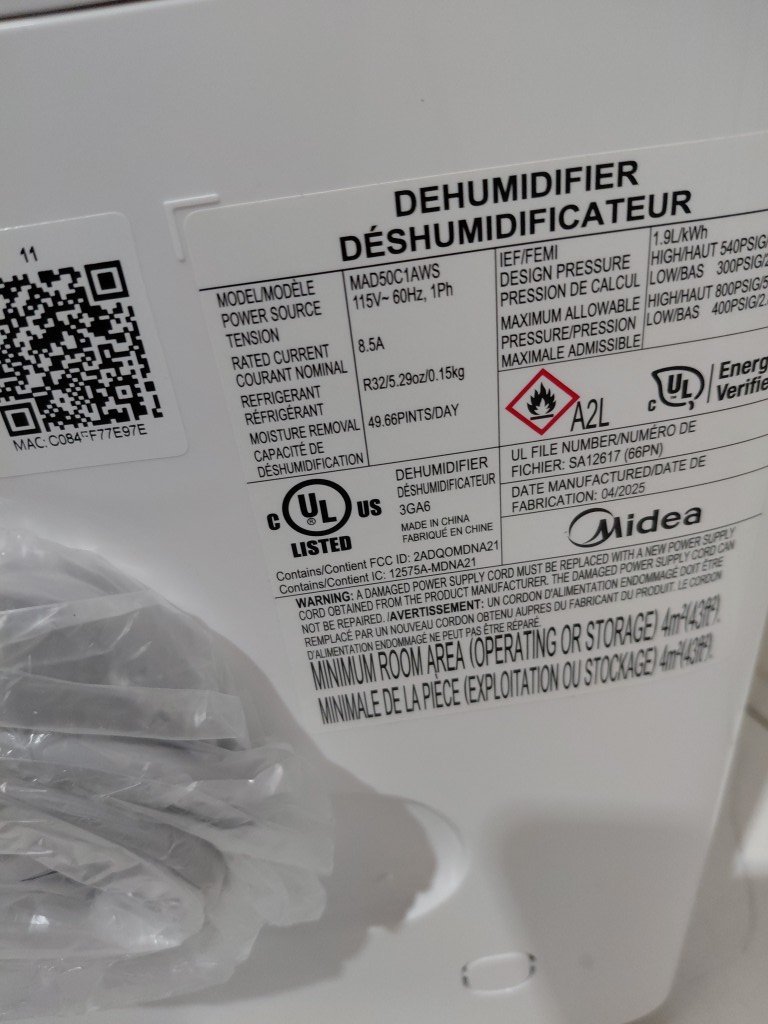 11
MAC: C084
F77E97E
DEHUMIDIFIER
DÉSHUMIDIFICATEUR
MODEL/MODÈLE MAD50C1AWS
POWER SOURCE 115V~ 60Hz, 1Ph
TENSION
RATED CURRENT 8.5A
COURANT NOMINAL
REFRIGERANT R32/5.29oz/0.15kg
RÉFRIGÉRANT
MOISTURE REMOVAL 49.66PINTS/DAY
CAPACITÉ DE
DÉSHUMIDIFICATION
IEF/FEMI 1.9L/kWh
DESIGN PRESSURE HIGH/HAUT 540PSIG/
PRESSION DE CALCUL LOW/BAS 300PSIG/
MAXIMUM ALLOWABLE HIGH/HAUT 800PSIG/
PRESSURE/PRESSION LOW/BAS 400PSIG/
MAXIMALE ADMISSIBLE
A2L
C UL
Energ
Verifie
UL FILE NUMBER/NUMÉRO DE
FICHIER: SA12617 (66PN)
DATE MANUFACTURED/DATE DE
FABRICATION: 04/2025
C UL ® US
LISTED
DEHUMIDIFIER
DÉSHUMIDIFICATEUR
3GA6
MADE IN CHINA
FABRIQUÉ EN CHINE
Midea
Contains/Contient FCC ID: 2ADQOMDNA21
Contains/Contient IC: 12575A-MDNA21
WARNING: A DAMAGED POWER SUPPLY CORD MUST BE REPLACED WITH A NEW POWER SUPPLY
CORD OBTAINED FROM THE PRODUCT MANUFACTURER. THE DAMAGED POWER SUPPLY CORD CAN
NOT BE REPAIRED. /AVERTISSEMENT: UN CORDON D'ALIMENTATION ENDOMMAGÉ DOIT ÊTRE
REMPLACÉ PAR UN NOUVEAU CORDON OBTENU AUPRES DU FABRICANT DU PRODUIT. LE CORDON
D'ALIMENTATION ENDOMMAGÉ NE PEUT PAS ÊTRE RÉPARÉ.
MINIMUM ROOM AREA (OPERATING OR STORAGE) 4m²(43ft²).
MINIMALE DE LA PIÈCE (EXPLOITATION OU STOCKAGE) 4m²(43ft²).